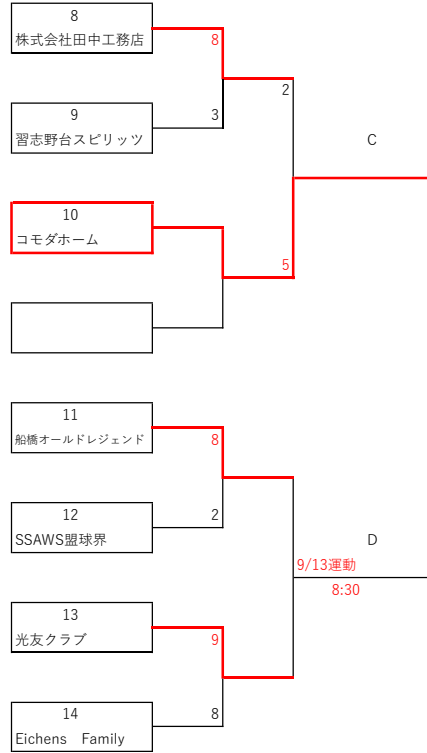 8
株式会社田中工務店
8
2
9
3
習志野台スピリッツ
C
10
コモダホーム
5
11
船橋オールドレジェンド
8
12
2
SSAWS盟球界
D
9/13運動
8:30
13
光友クラブ
9
14
8
Eichens　Family